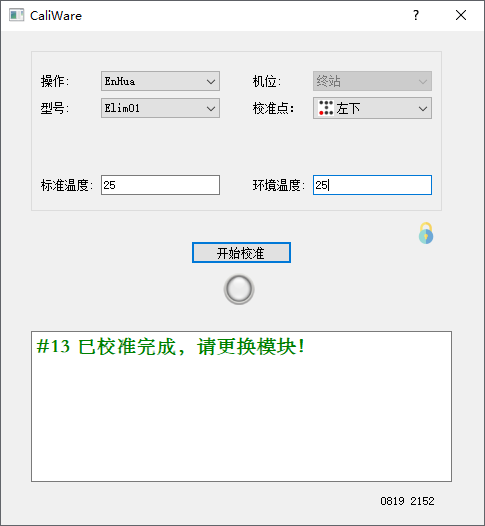 CaliWare
操作: EnHua 机位: 终站
型号: Elim01 校准点: 左下
标准温度: 25 环境温度: 25
开始校准
#13 已校准完成，请更换模块！
0819 2152